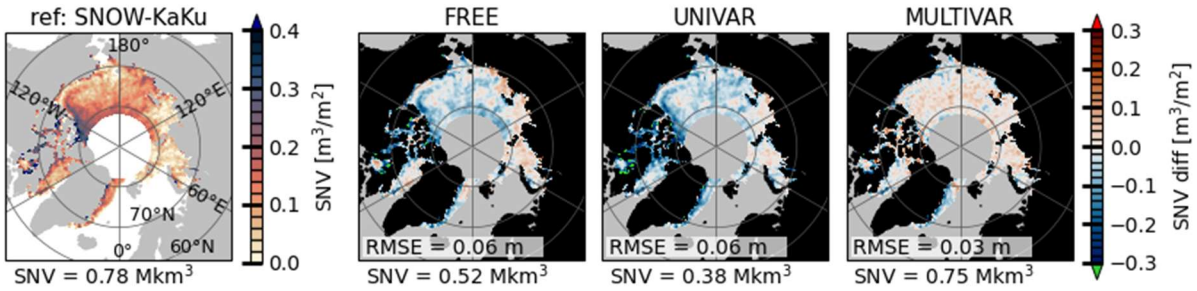 ref: SNOW-KaKu
FREE
UNIVAR
MULTIVAR
180°
120°W
120°E
60°E
70°N
0°
60°N
0.4
0.3
0.2
0.1
0.0
SNV [m³/m²]
RMSE = 0.06 m
RMSE = 0.06 m
RMSE = 0.03 m
0.3
0.2
0.1
0.0
−0.1
−0.2
−0.3
SNV diff [m³/m²]
SNV = 0.78 Mkm³
SNV = 0.52 Mkm³
SNV = 0.38 Mkm³
SNV = 0.75 Mkm³